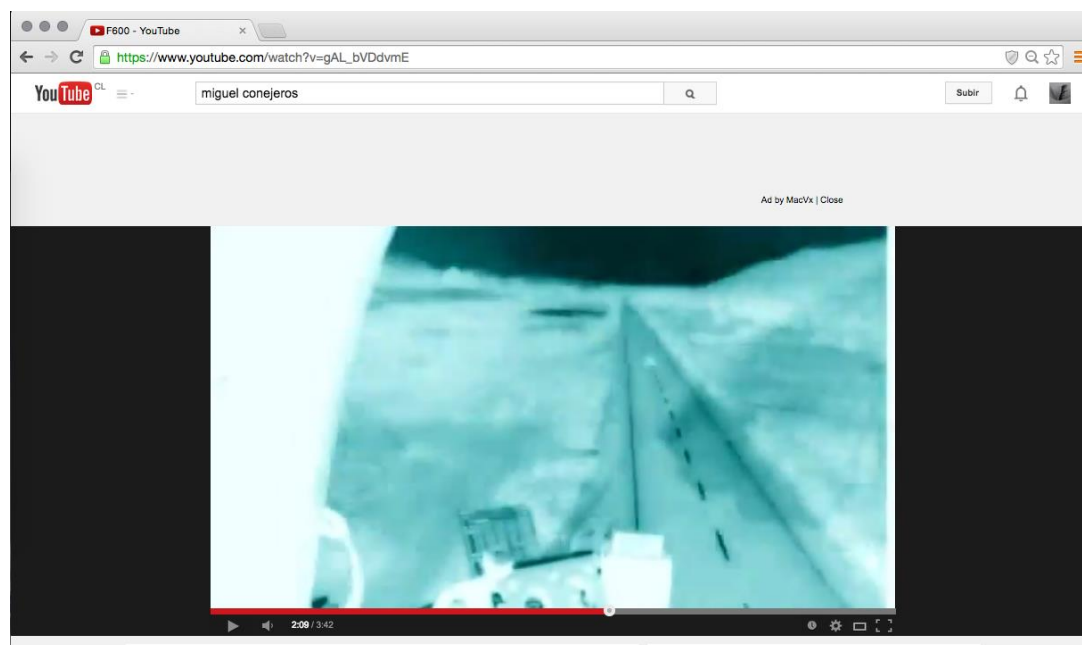 F600 - YouTube
https://www.youtube.com/watch?v=gAL_bVDdvmE
YouTube CL
miguel conejeros
Subir
Ad by MacVx | Close
2:09 / 3:42